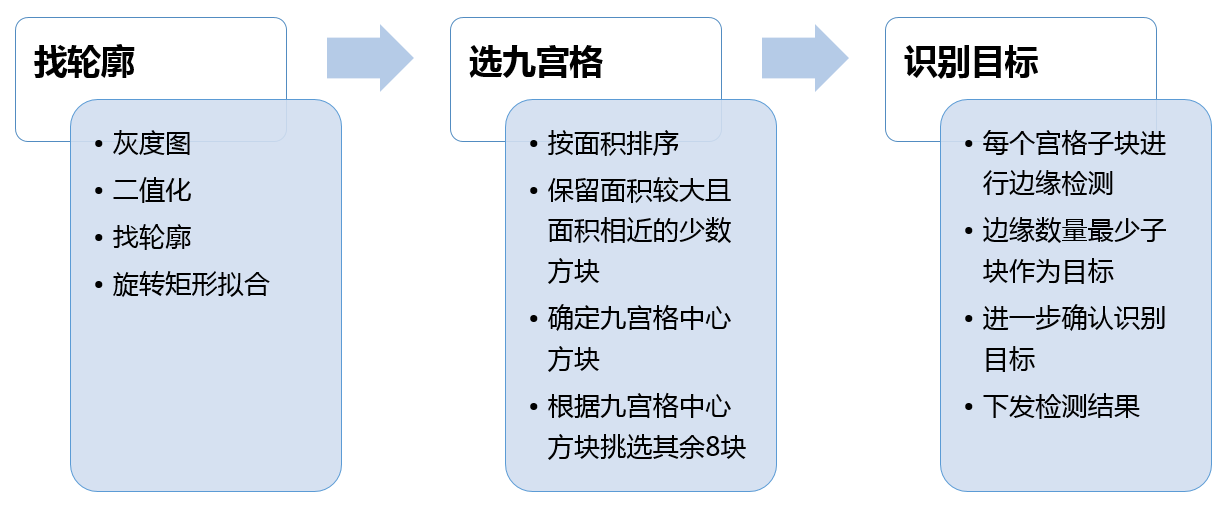 找轮廓
• 灰度图
• 二值化
• 找轮廓
• 旋转矩形拟合
选九宫格
• 按面积排序
• 保留面积较大且
面积相近的少数
方块
• 确定九宫格中心
方块
• 根据九宫格中心
方块挑选其余8块
识别目标
• 每个宫格子块进
行边缘检测
• 边缘数量最少子
块作为目标
• 进一步确认识别
目标
• 下发检测结果